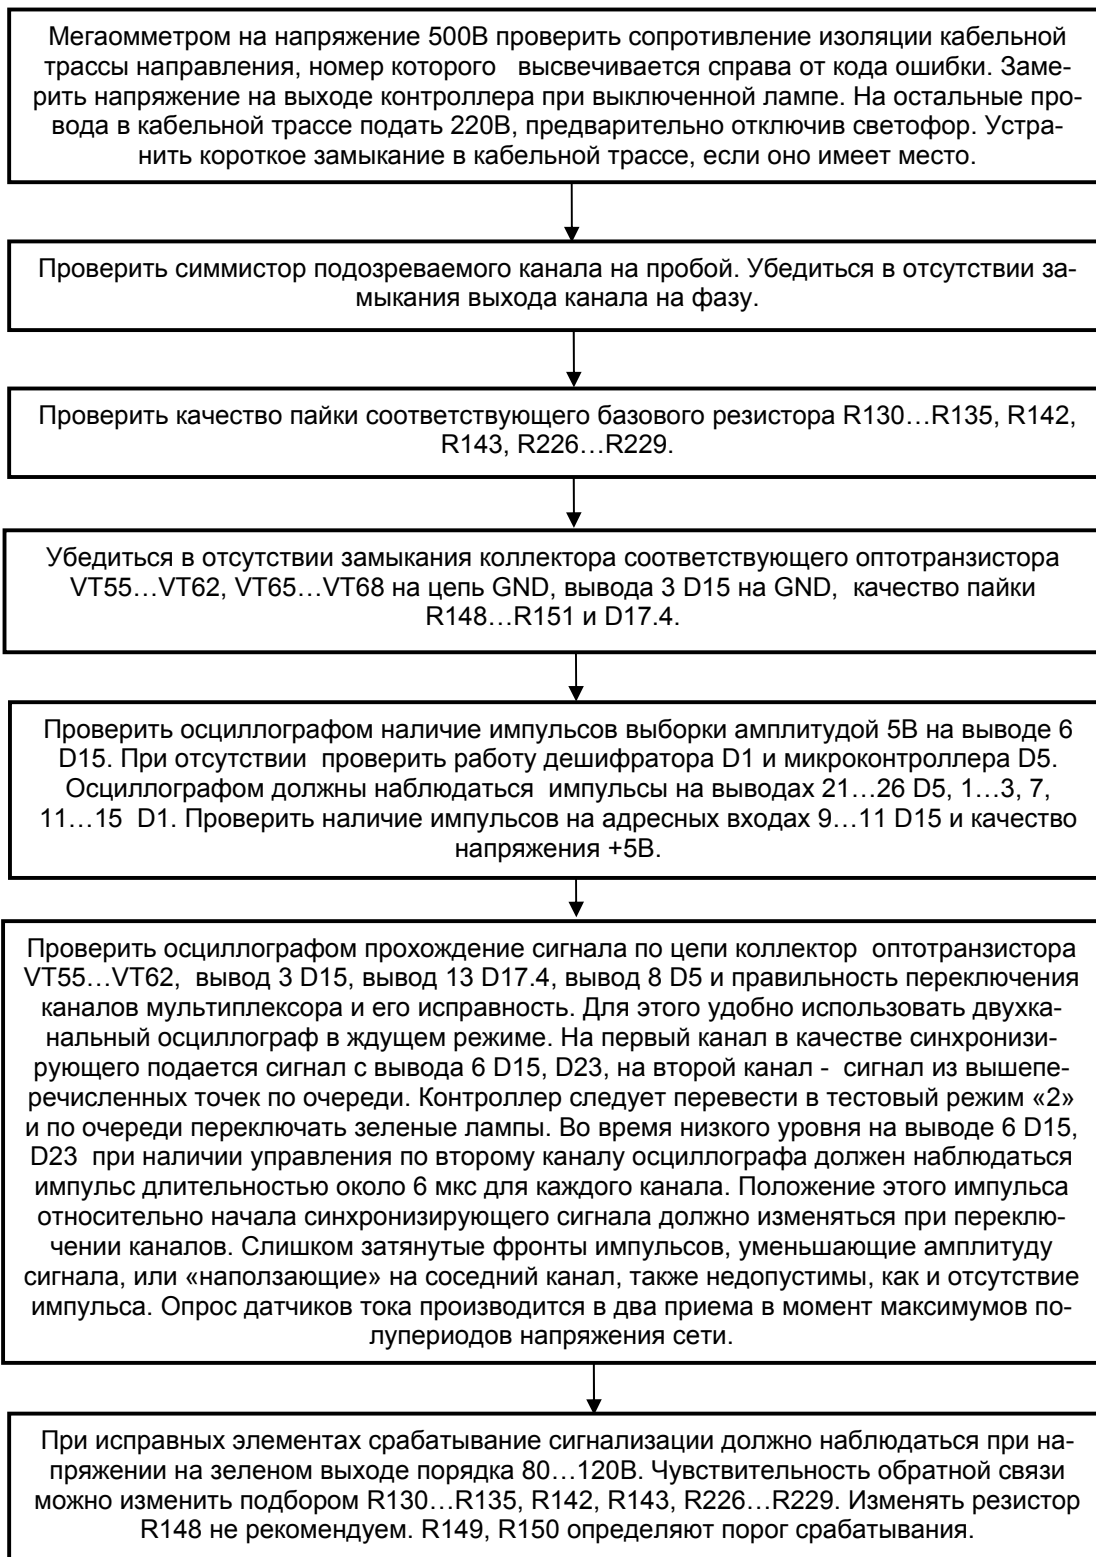 Мегаомметром на напряжение 500В проверить сопротивление изоляции кабельной
трассы направления, номер которого высвечивается справа от кода ошибки. Заме-
рить напряжение на выходе контроллера при выключенной лампе. На остальные про-
вода в кабельной трассе подать 220В, предварительно отключив светофор. Устра-
нить короткое замыкание в кабельной трассе, если оно имеет место.
Проверить симмистор подозреваемого канала на пробой. Убедиться в отсутствии за-
мыкания выхода канала на фазу.
Проверить качество пайки соответствующего базового резистора R130…R135, R142,
R143, R226…R229.
Убедиться в отсутствии замыкания коллектора соответствующего оптотранзистора
VT55…VT62, VT65…VT68 на цепь GND, вывода 3 D15 на GND, качество пайки
R148…R151 и D17.4.
Проверить осциллографом наличие импульсов выборки амплитудой 5В на выводе 6
D15. При отсутствии проверить работу дешифратора D1 и микроконтроллера D5.
Осциллографом должны наблюдаться импульсы на выводах 21…26 D5, 1…3, 7,
11…15 D1. Проверить наличие импульсов на адресных входах 9…11 D15 и качество
напряжения +5В.
Проверить осциллографом прохождение сигнала по цепи коллектор оптотранзистора
VT55…VT62, вывод 3 D15, вывод 13 D17.4, вывод 8 D5 и правильность переключения
каналов мультиплексора и его исправность. Для этого удобно использовать двухка-
нальный осциллограф в ждущем режиме. На первый канал в качестве синхронизи-
рующего подается сигнал с вывода 6 D15, D23, на второй канал - сигнал из вышепе-
речисленных точек по очереди. Контроллер следует перевести в тестовый режим «2»
и по очереди переключать зеленые лампы. Во время низкого уровня на выводе 6 D15,
D23 при наличии управления по второму каналу осциллографа должен наблюдаться
импульс длительностью около 6 мкс для каждого канала. Положение этого импульса
относительно начала синхронизирующего сигнала должно изменяться при переклю-
чении каналов. Слишком затянутые фронты импульсов, уменьшающие амплитуду
сигнала, или «наползающие» на соседний канал, также недопустимы, как и отсутствие
импульса. Опрос датчиков тока производится в два приема в момент максимумов по-
лупериодов напряжения сети.
При исправных элементах срабатывание сигнализации должно наблюдаться при на-
пряжении на зеленом выходе порядка 80…120В. Чувствительность обратной связи
можно изменить подбором R130…R135, R142, R143, R226…R229. Изменять резистор
R148 не рекомендуем. R149, R150 определяют порог срабатывания.